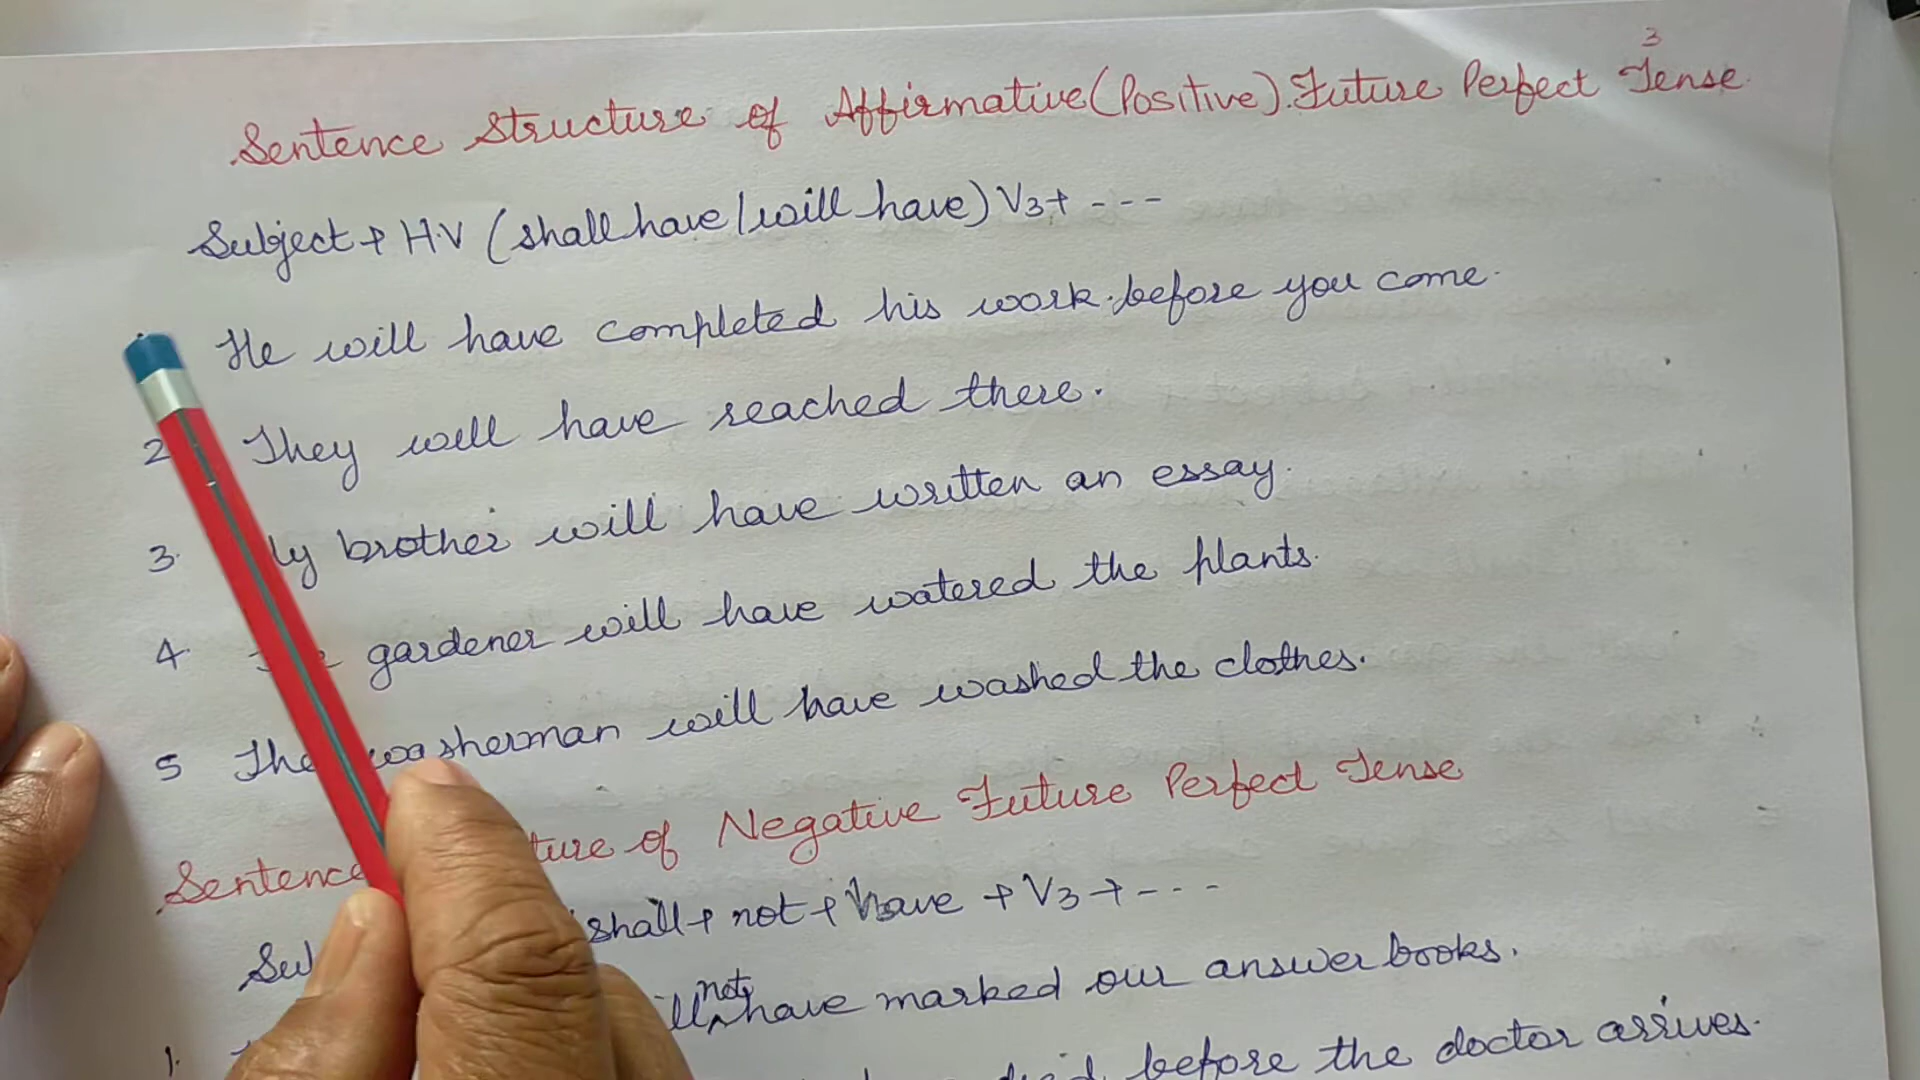 3
Sentence Structure of Affirmative (Positive). Future Perfect Tense
Subject + H.V (shall have / will have) V3 + ---
He will have completed his work before you come.
2 They will have reached there.
3. brother will have written an essay.
4. gardener will have watered the plants.
5 The washerman will have washed the clothes.
Sentence of Negative Future Perfect Tense
shall + not + have + V3 + ---
not
1. have marked our answer books.
before the doctor arrives.